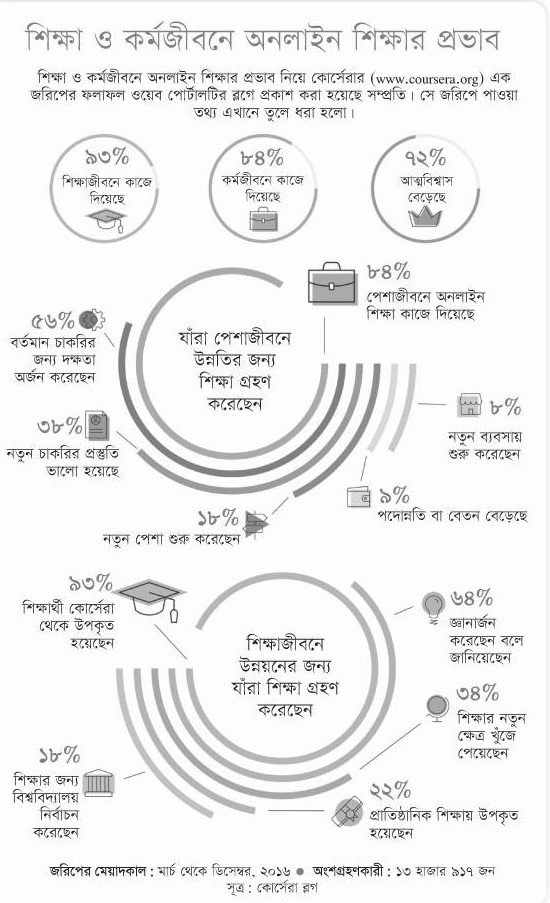 শিক্ষা ও কর্মজীবনে অনলাইন শিক্ষার প্রভাব
শিক্ষা ও কর্মজীবনে অনলাইন শিক্ষার প্রভাব নিয়ে কোর্সেরার (www.coursera.org) এক
জরিপের ফলাফল ওয়েব পোর্টালটির ব্লগে প্রকাশ করা হয়েছে সম্প্রতি। সে জরিপে পাওয়া
তথ্য এখানে তুলে ধরা হলো।
৯৩%
শিক্ষাজীবনে কাজে
দিয়েছে
৮৪%
কর্মজীবনে কাজে
দিয়েছে
৭২%
আত্মবিশ্বাস
বেড়েছে
৮৪%
পেশাজীবনে অনলাইন
শিক্ষা কাজে দিয়েছে
যাঁরা পেশাজীবনে
উন্নতির জন্য
শিক্ষা গ্রহণ
করেছেন
৫৬%
বর্তমান চাকরির
জন্য দক্ষতা
অর্জন করেছেন
৩৮%
নতুন চাকরির প্রস্তুতি
ভালো হয়েছে
১৮%
নতুন পেশা শুরু করেছেন
৮%
নতুন ব্যবসায়
শুরু করেছেন
৯%
পদোন্নতি বা বেতন বেড়েছে
৯৩%
শিক্ষার্থী কোর্সেরা
থেকে উপকৃত
হয়েছেন
শিক্ষাজীবনে
উন্নয়নের জন্য
যাঁরা শিক্ষা গ্রহণ
করেছেন
৬৪%
জ্ঞানার্জন
করেছেন বলে
জানিয়েছেন
৩৪%
শিক্ষার নতুন
ক্ষেত্র খুঁজে
পেয়েছেন
২২%
প্রাতিষ্ঠানিক শিক্ষায় উপকৃত
হয়েছেন
১৮%
শিক্ষার জন্য
বিশ্ববিদ্যালয়
নির্বাচন
করেছেন
জরিপের মেয়াদকাল : মার্চ থেকে ডিসেম্বর, ২০১৬ ● অংশগ্রহণকারী : ১৩ হাজার ৯১৭ জন
সূত্র : কোর্সেরা ব্লগ